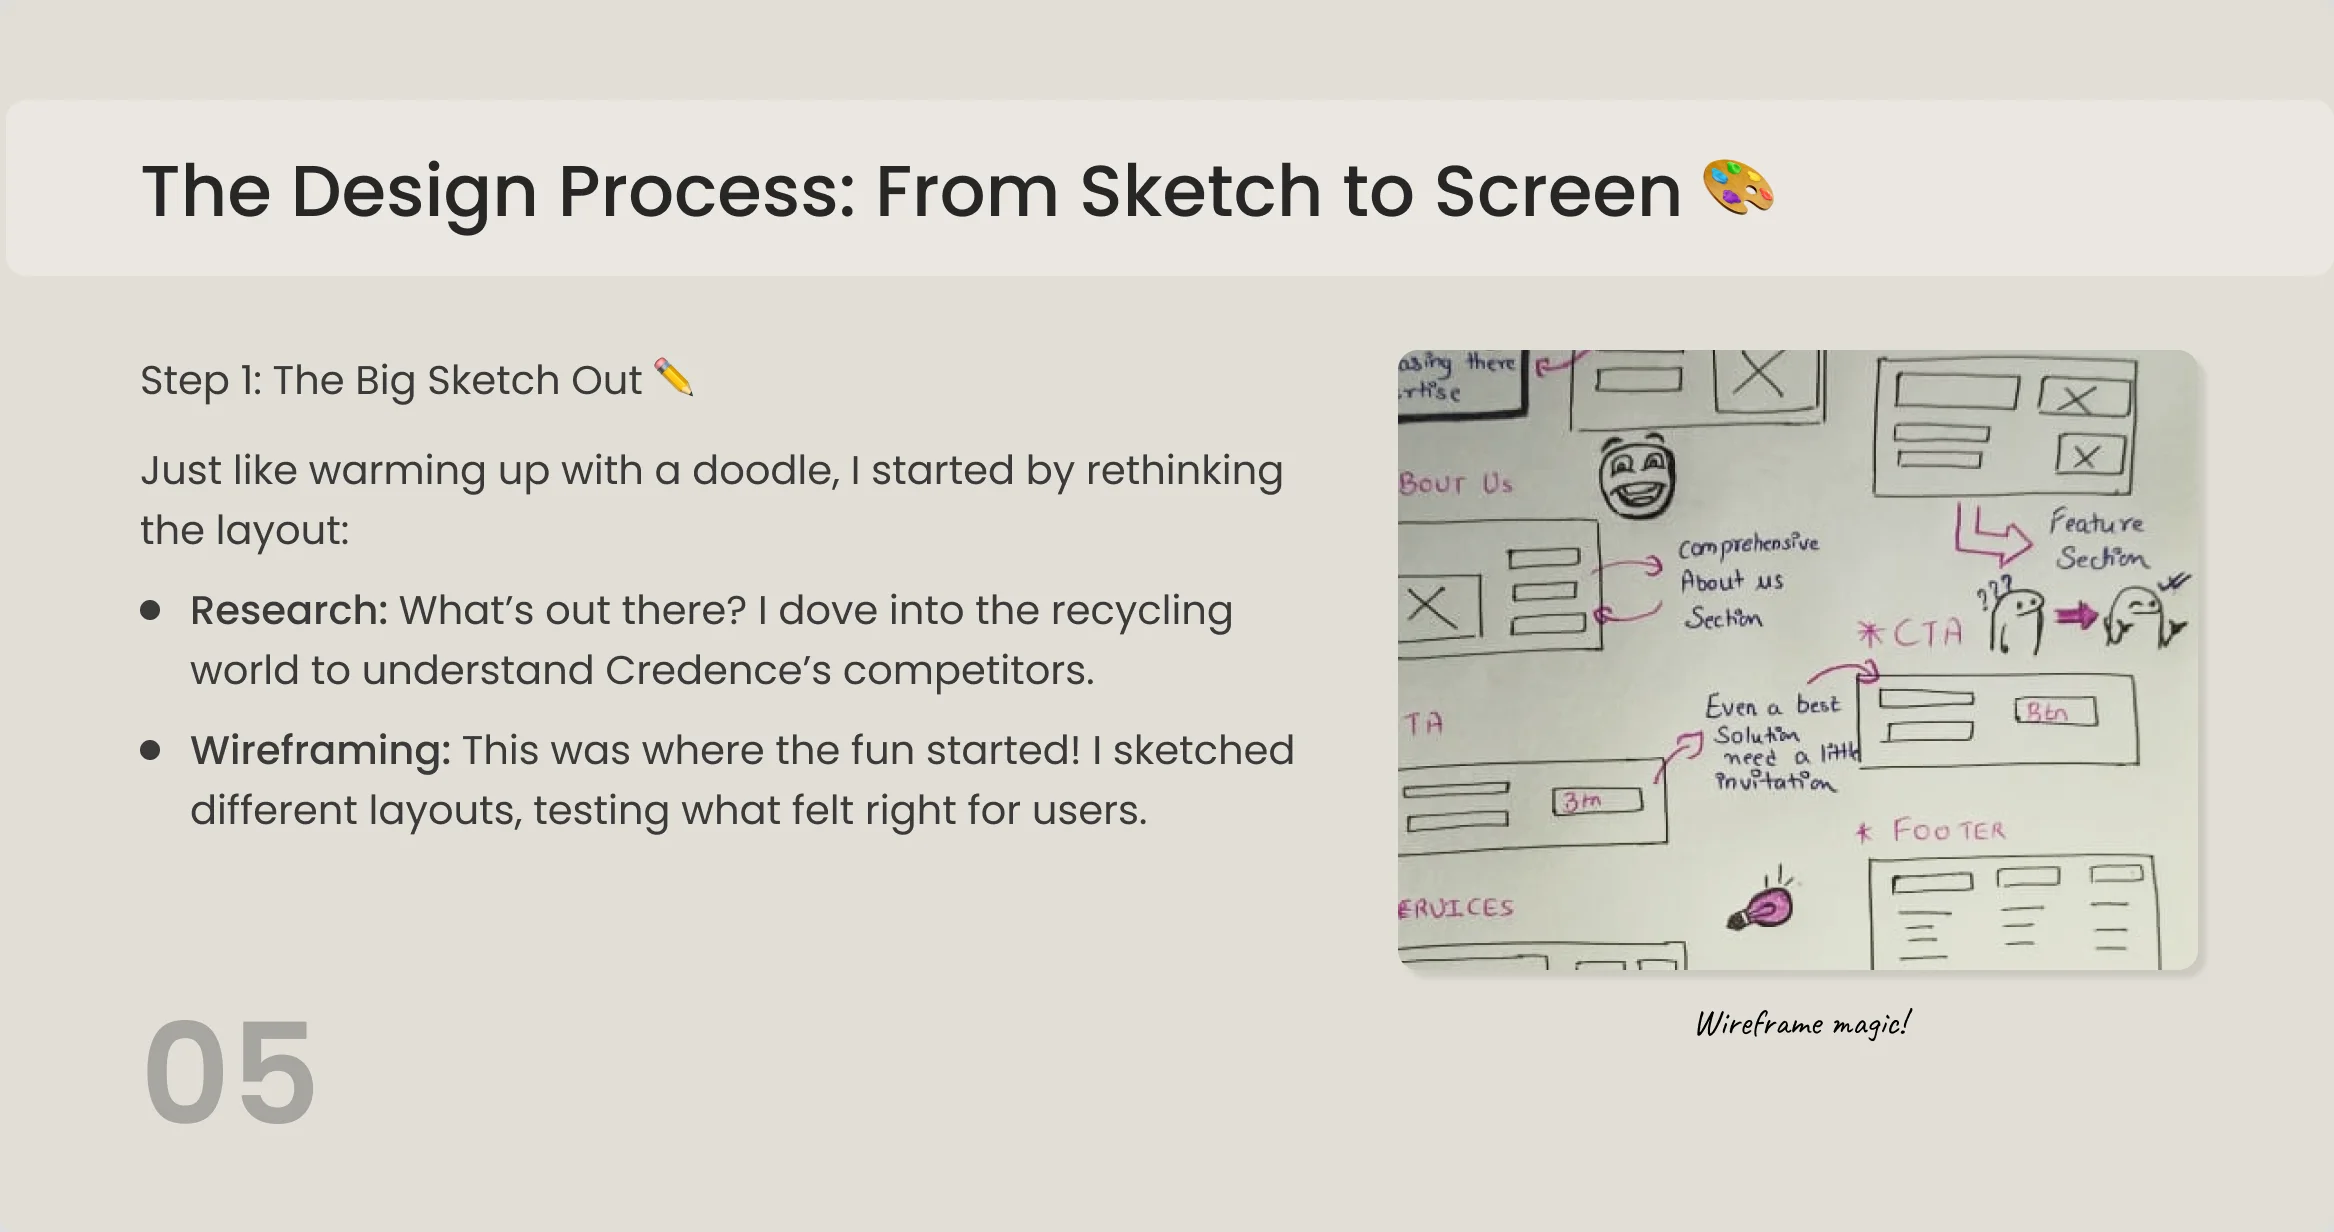 The Design Process: From Sketch to Screen 🎨
Step 1: The Big Sketch Out ✏️
Just like warming up with a doodle, I started by rethinking
the layout:
● Research: What’s out there? I dove into the recycling
world to understand Credence’s competitors.
● Wireframing: This was where the fun started! I sketched
different layouts, testing what felt right for users.
05
asing there
rtise
BOUT Us
Comprehensive
About us
Section
Feature
Section
???
* CTA
Even a best
Solution
need a little
invitation
Btn
TA
Btn
* FOOTER
ERVICES
Wireframe magic!